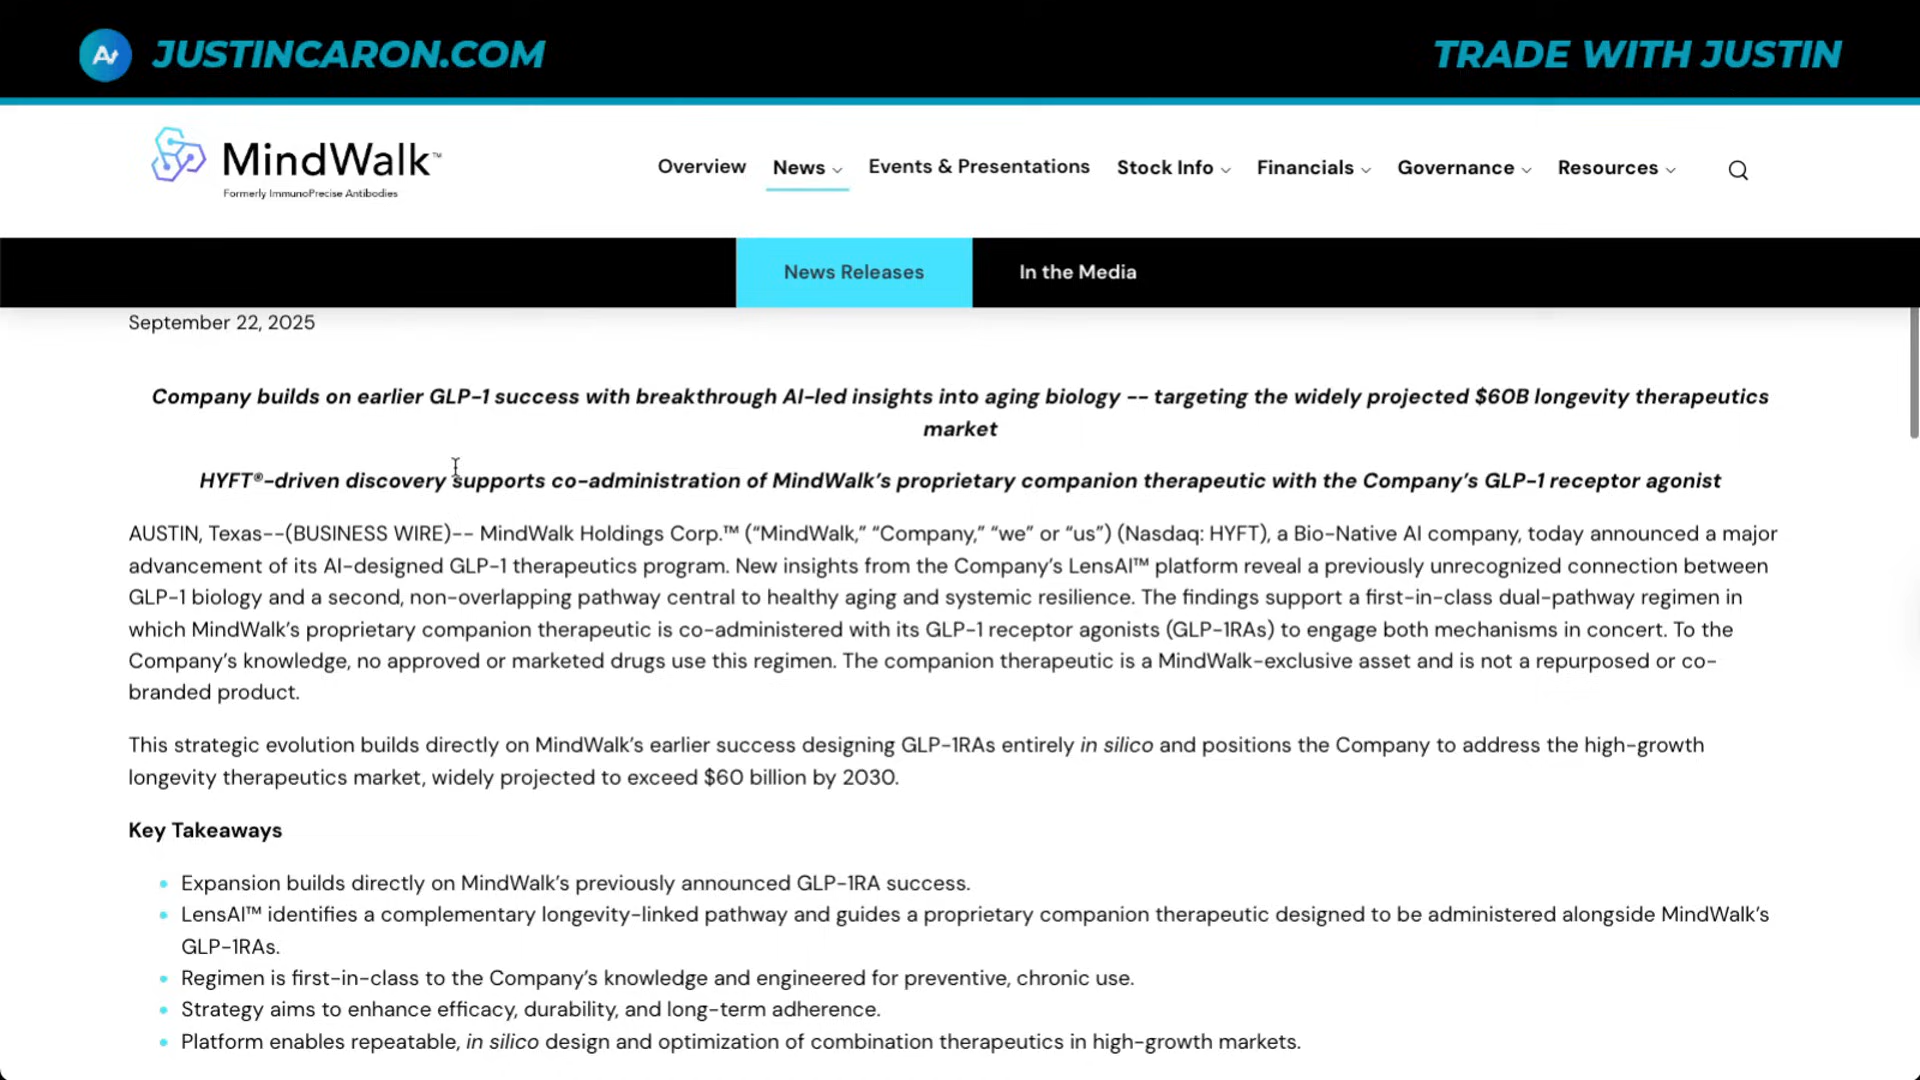 JUSTINCARON.COM
TRADE WITH JUSTIN
MindWalk™
Formerly ImmunoPrecise Antibodies
Overview
News
Events & Presentations
Stock Info
Financials
Governance
Resources
News Releases
In the Media
September 22, 2025
Company builds on earlier GLP-1 success with breakthrough AI-led insights into aging biology -- targeting the widely projected $60B longevity therapeutics
market
HYFT®-driven discovery supports co-administration of MindWalk’s proprietary companion therapeutic with the Company’s GLP-1 receptor agonist
AUSTIN, Texas--(BUSINESS WIRE)-- MindWalk Holdings Corp.™ (“MindWalk,” “Company,” “we” or “us”) (Nasdaq: HYFT), a Bio-Native AI company, today announced a major
advancement of its AI-designed GLP-1 therapeutics program. New insights from the Company’s LensAI™ platform reveal a previously unrecognized connection between
GLP-1 biology and a second, non-overlapping pathway central to healthy aging and systemic resilience. The findings support a first-in-class dual-pathway regimen in
which MindWalk’s proprietary companion therapeutic is co-administered with its GLP-1 receptor agonists (GLP-1RAs) to engage both mechanisms in concert. To the
Company’s knowledge, no approved or marketed drugs use this regimen. The companion therapeutic is a MindWalk-exclusive asset and is not a repurposed or co-
branded product.
This strategic evolution builds directly on MindWalk’s earlier success designing GLP-1RAs entirely in silico and positions the Company to address the high-growth
longevity therapeutics market, widely projected to exceed $60 billion by 2030.
Key Takeaways
Expansion builds directly on MindWalk’s previously announced GLP-1RA success.
LensAI™ identifies a complementary longevity-linked pathway and guides a proprietary companion therapeutic designed to be administered alongside MindWalk’s
GLP-1RAs.
Regimen is first-in-class to the Company’s knowledge and engineered for preventive, chronic use.
Strategy aims to enhance efficacy, durability, and long-term adherence.
Platform enables repeatable, in silico design and optimization of combination therapeutics in high-growth markets.